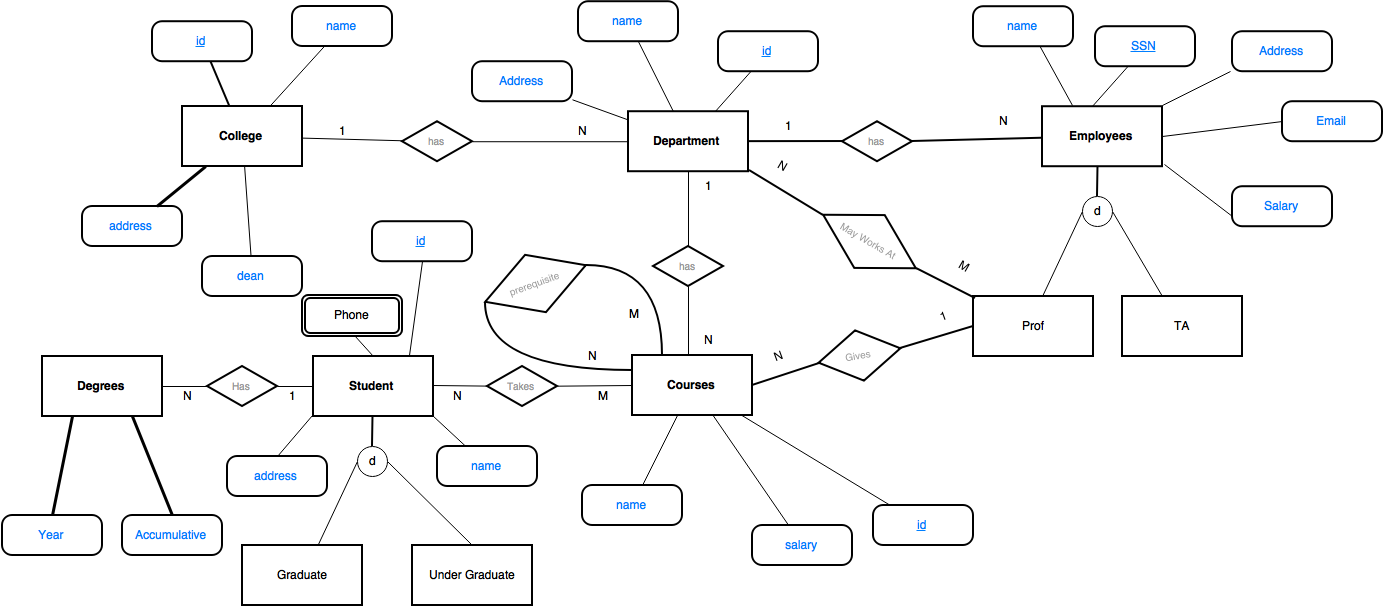 name
id
name
id
Address
name
SSN
Address
Email
Salary
College
1
has
N
Department
1
has
N
Employees
address
dean
id
Phone
1
has
N
N
May Works At
M
d
Prof
TA
prerequisite
M
N
Gives
N
1
Degrees
N
Has
1
Student
N
Takes
M
Courses
address
d
name
name
salary
id
Year
Accumulative
Graduate
Under Graduate